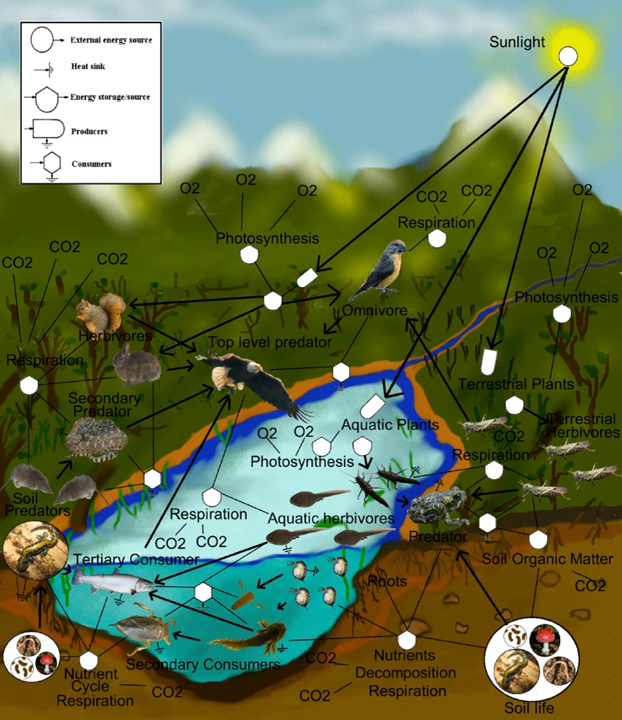 External energy source
Heat sink
Energy storage/source
Producers
Consumers
Sunlight
O2
O2
O2
CO2
CO2
O2
Respiration
Photosynthesis
CO2
CO2
CO2
O2
O2
Photosynthesis
Omnivore
Herbivores
Top level predator
Respiration
Terrestrial Plants
Secondary
Predator
Aquatic Plants
Terrestrial
Herbivores
O2
O2
CO2
Photosynthesis
Respiration
Soil
Predators
Respiration
Aquatic herbivores
CO2
CO2
Predator
Tertiary Consumer
Soil Organic Matter
Roots
CO2
Secondary Consumers
CO2
Nutrients
Decomposition
Respiration
CO2
Nutrient
Cycle
Respiration
CO2
Soil life